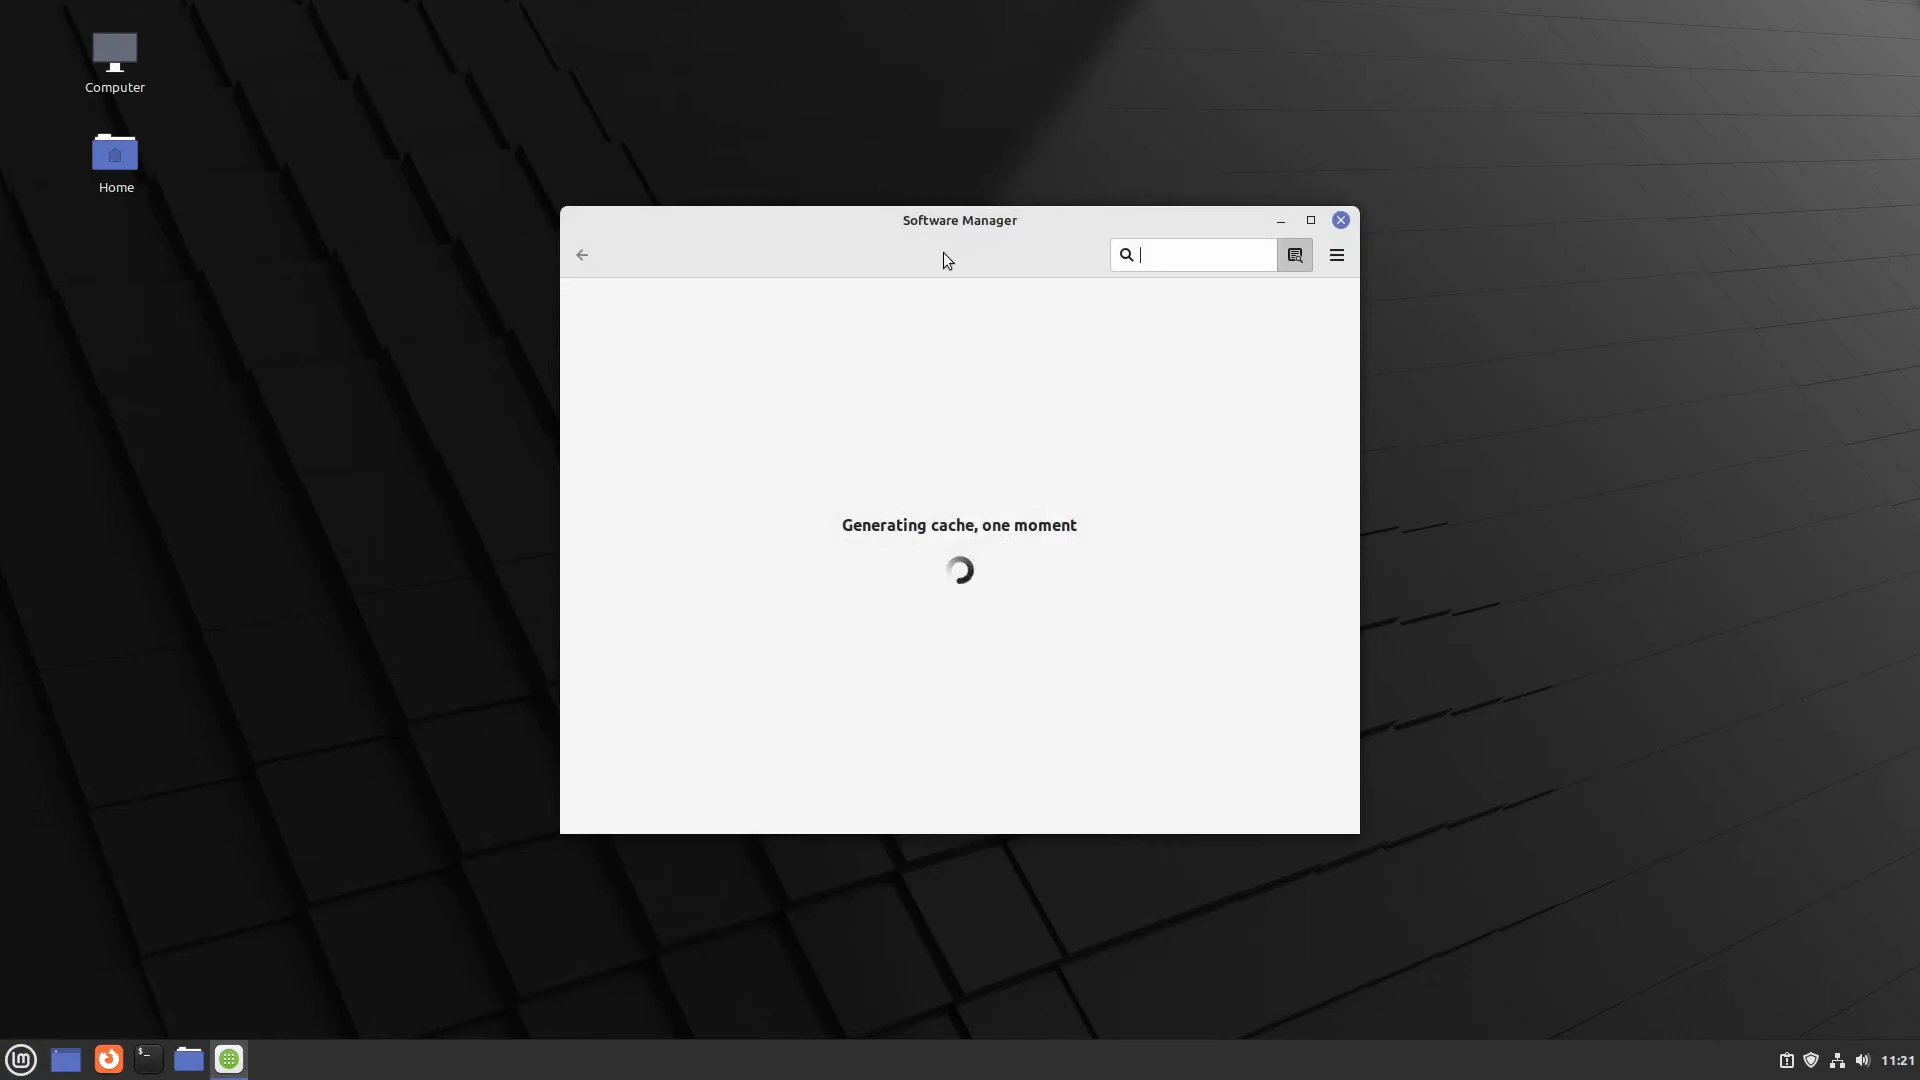 Computer
Home
Software Manager
Generating cache, one moment
$_
11:21